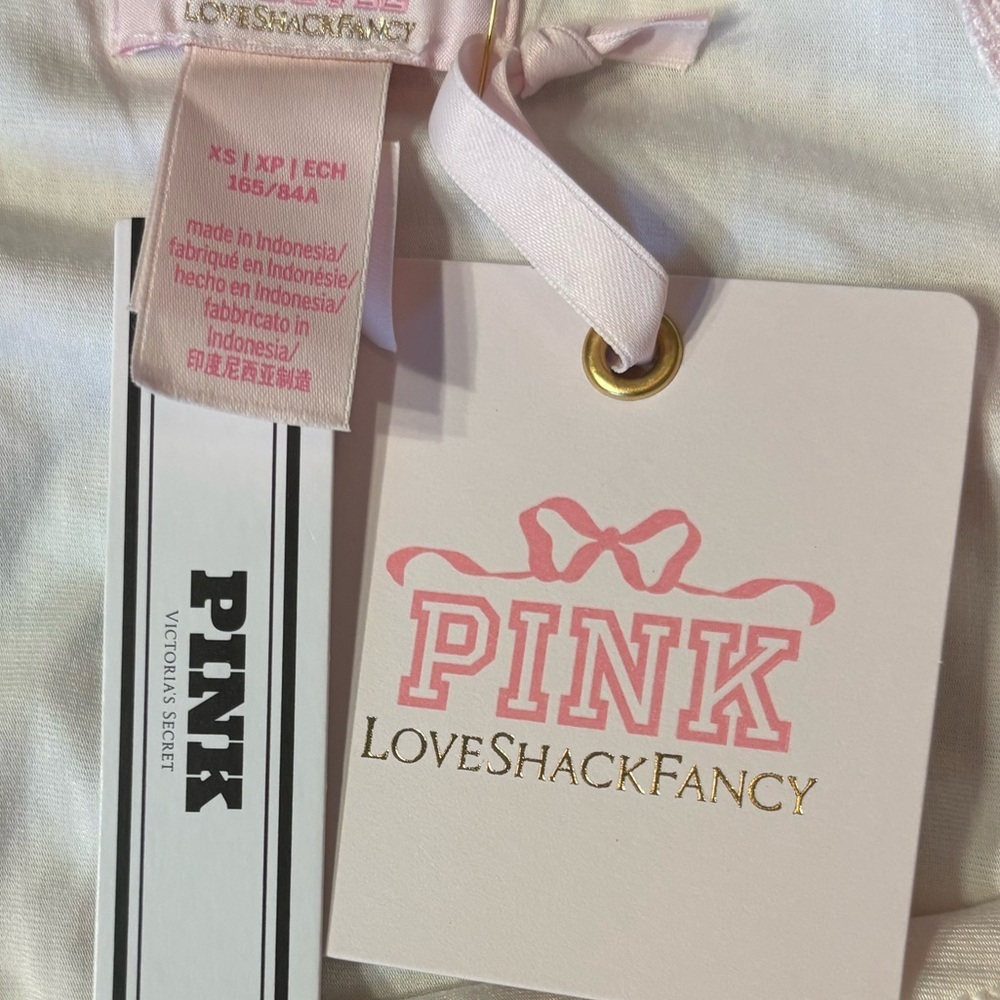 LOVESHACKFANCY
XS | XP | ECH
165/84A
made in Indonesia/
fabriqué en Indonésie/
hecho en Indonesia/
fabbricato in
Indonesia/
印度尼西亚制造
PINK
VICTORIA'S SECRET
PINK
LOVESHACKFANCY